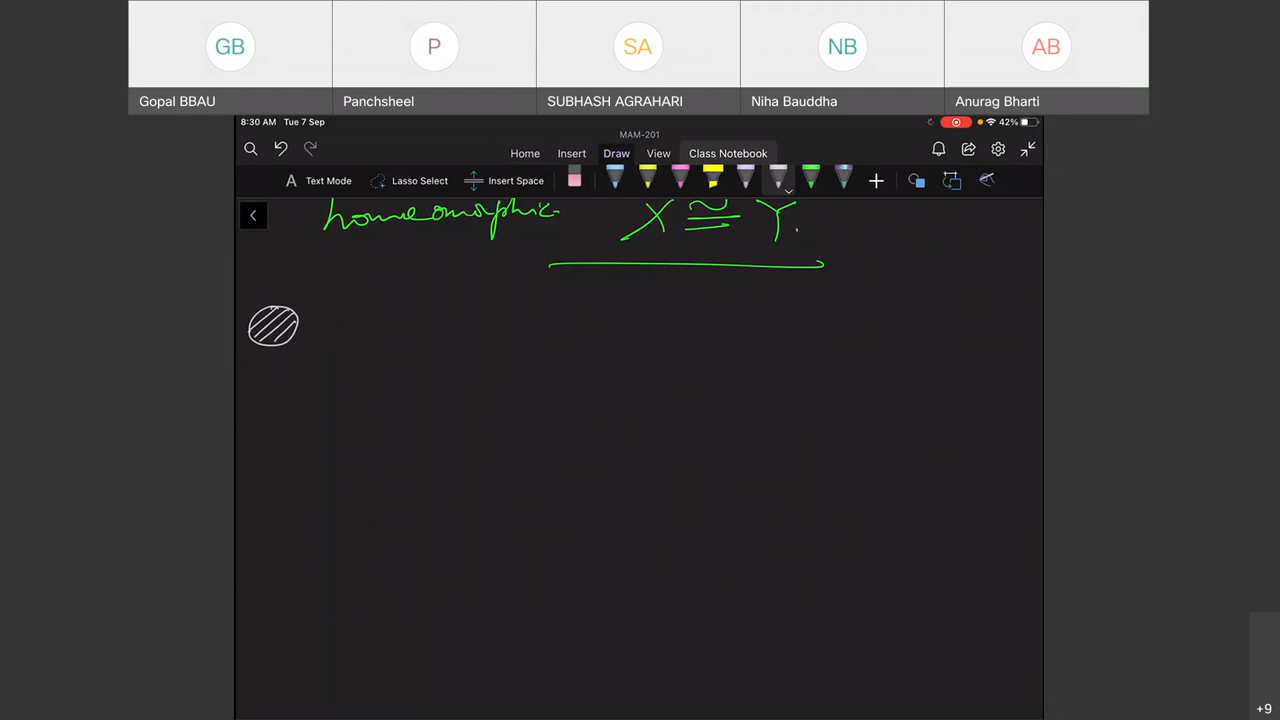 GB P SA NB AB
Gopal BBAU Panchsheel SUBHASH AGRAHARI Niha Bauddha Anurag Bharti
8:30 AM Tue 7 Sep 42%
MAM-201
Home Insert Draw View Class Notebook
A Text Mode Lasso Select Insert Space
homeomorphic X ≅ Y.
+9